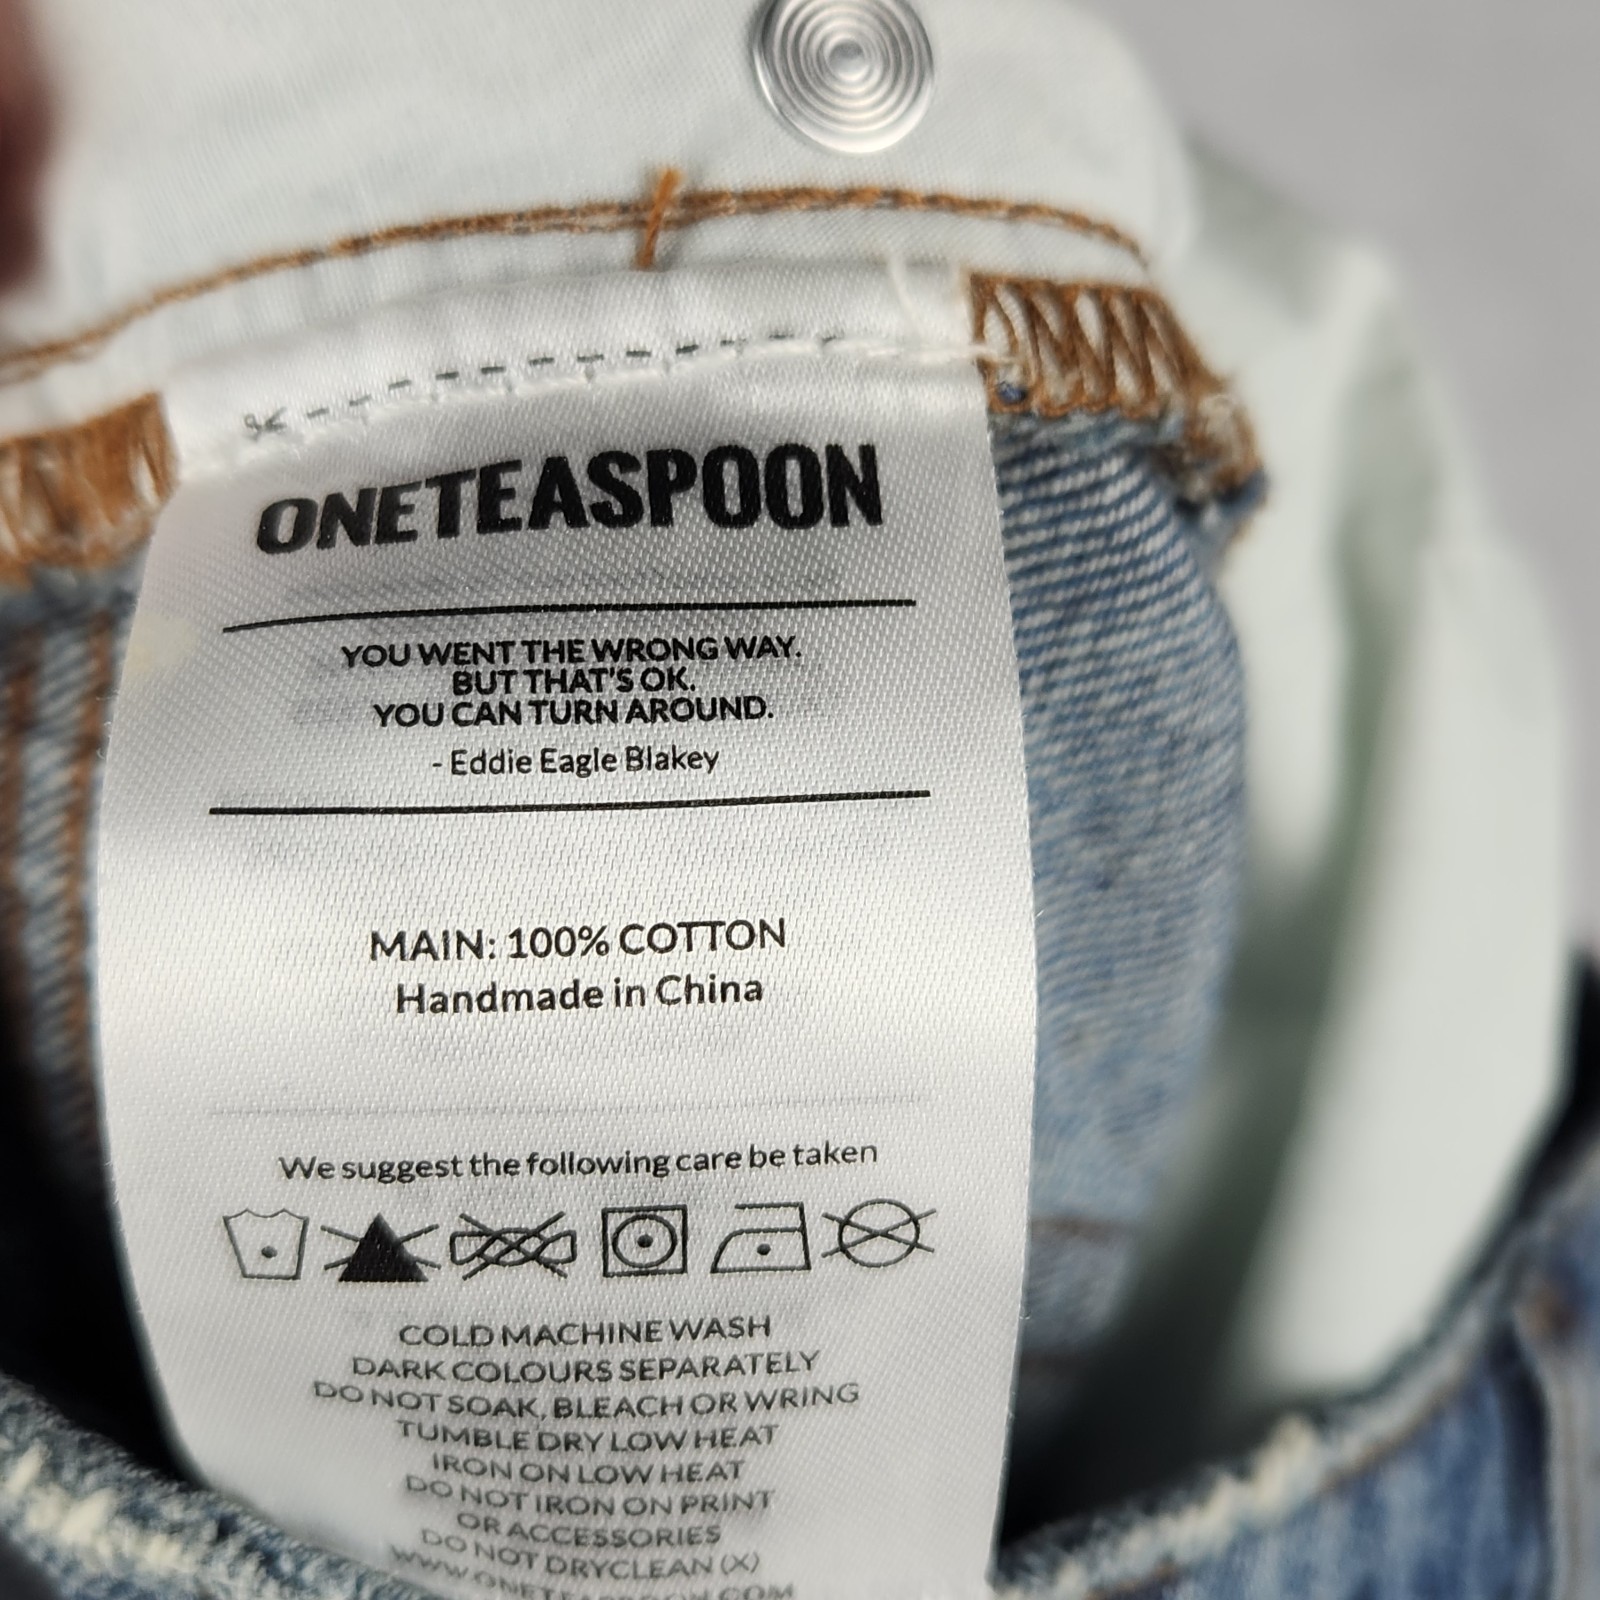 ONETEASPOON
YOU WENT THE WRONG WAY.
BUT THAT'S OK.
YOU CAN TURN AROUND.
- Eddie Eagle Blakey
MAIN: 100% COTTON
Handmade in China
We suggest the following care be taken
COLD MACHINE WASH
DARK COLOURS SEPARATELY
DO NOT SOAK, BLEACH OR WRING
TUMBLE DRY LOW HEAT
IRON ON LOW HEAT
DO NOT IRON ON PRINT
OR ACCESSORIES
DO NOT DRYCLEAN (X)
WWW.ONETEASPOON.COM